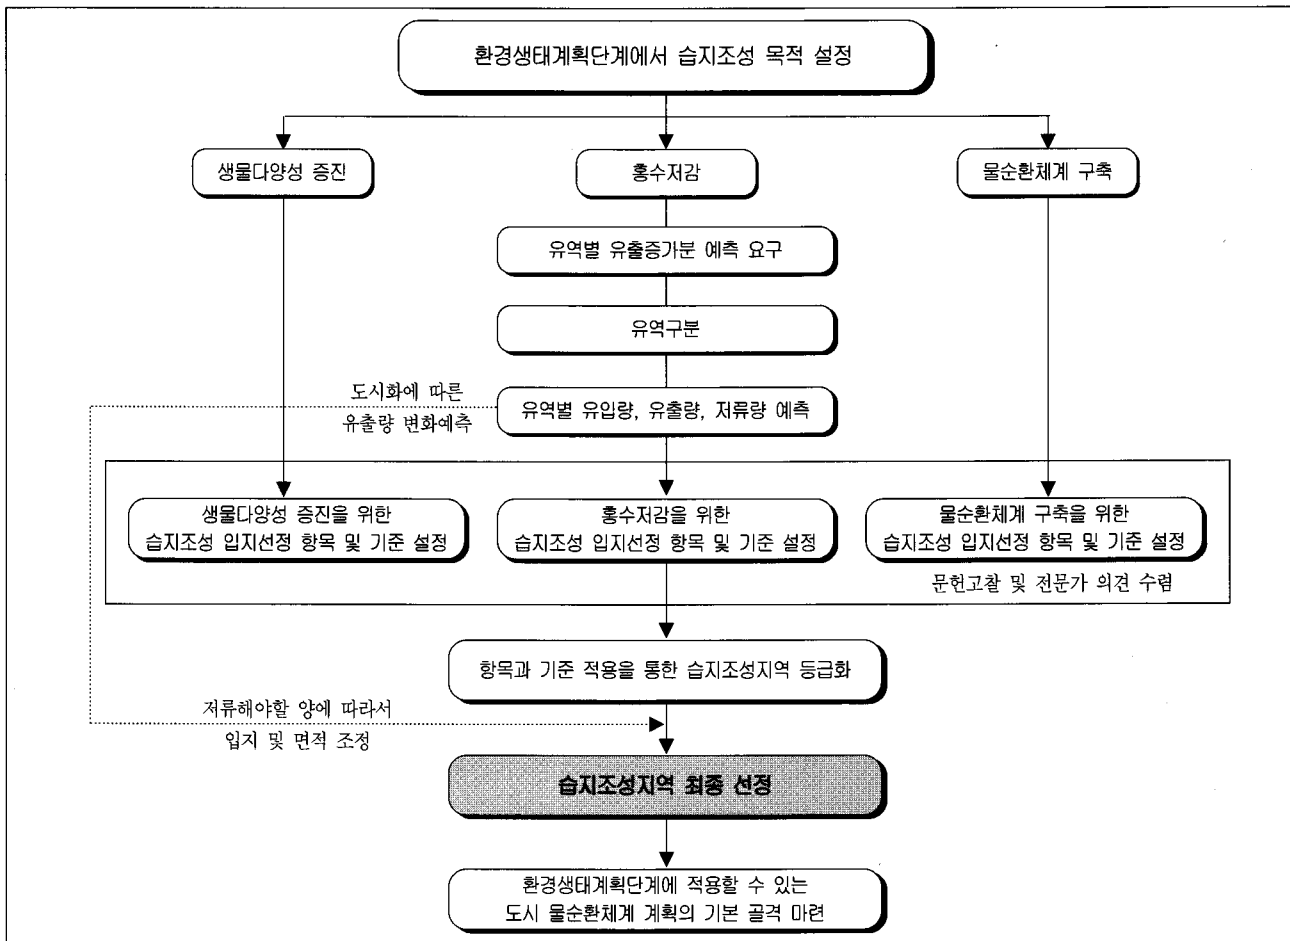 환경생태계획단계에서 습지조성 목적 설정
생물다양성 증진
홍수저감
물순환체계 구축
유역별 유출증가분 예측 요구
유역구분
도시화에 따른
유출량 변화예측
유역별 유입량, 유출량, 저류량 예측
생물다양성 증진을 위한
습지조성 입지선정 항목 및 기준 설정
홍수저감을 위한
습지조성 입지선정 항목 및 기준 설정
물순환체계 구축을 위한
습지조성 입지선정 항목 및 기준 설정
문헌고찰 및 전문가 의견 수렴
항목과 기준 적용을 통한 습지조성지역 등급화
저류해야할 양에 따라서
입지 및 면적 조정
습지조성지역 최종 선정
환경생태계획단계에 적용할 수 있는
도시 물순환체계 계획의 기본 골격 마련